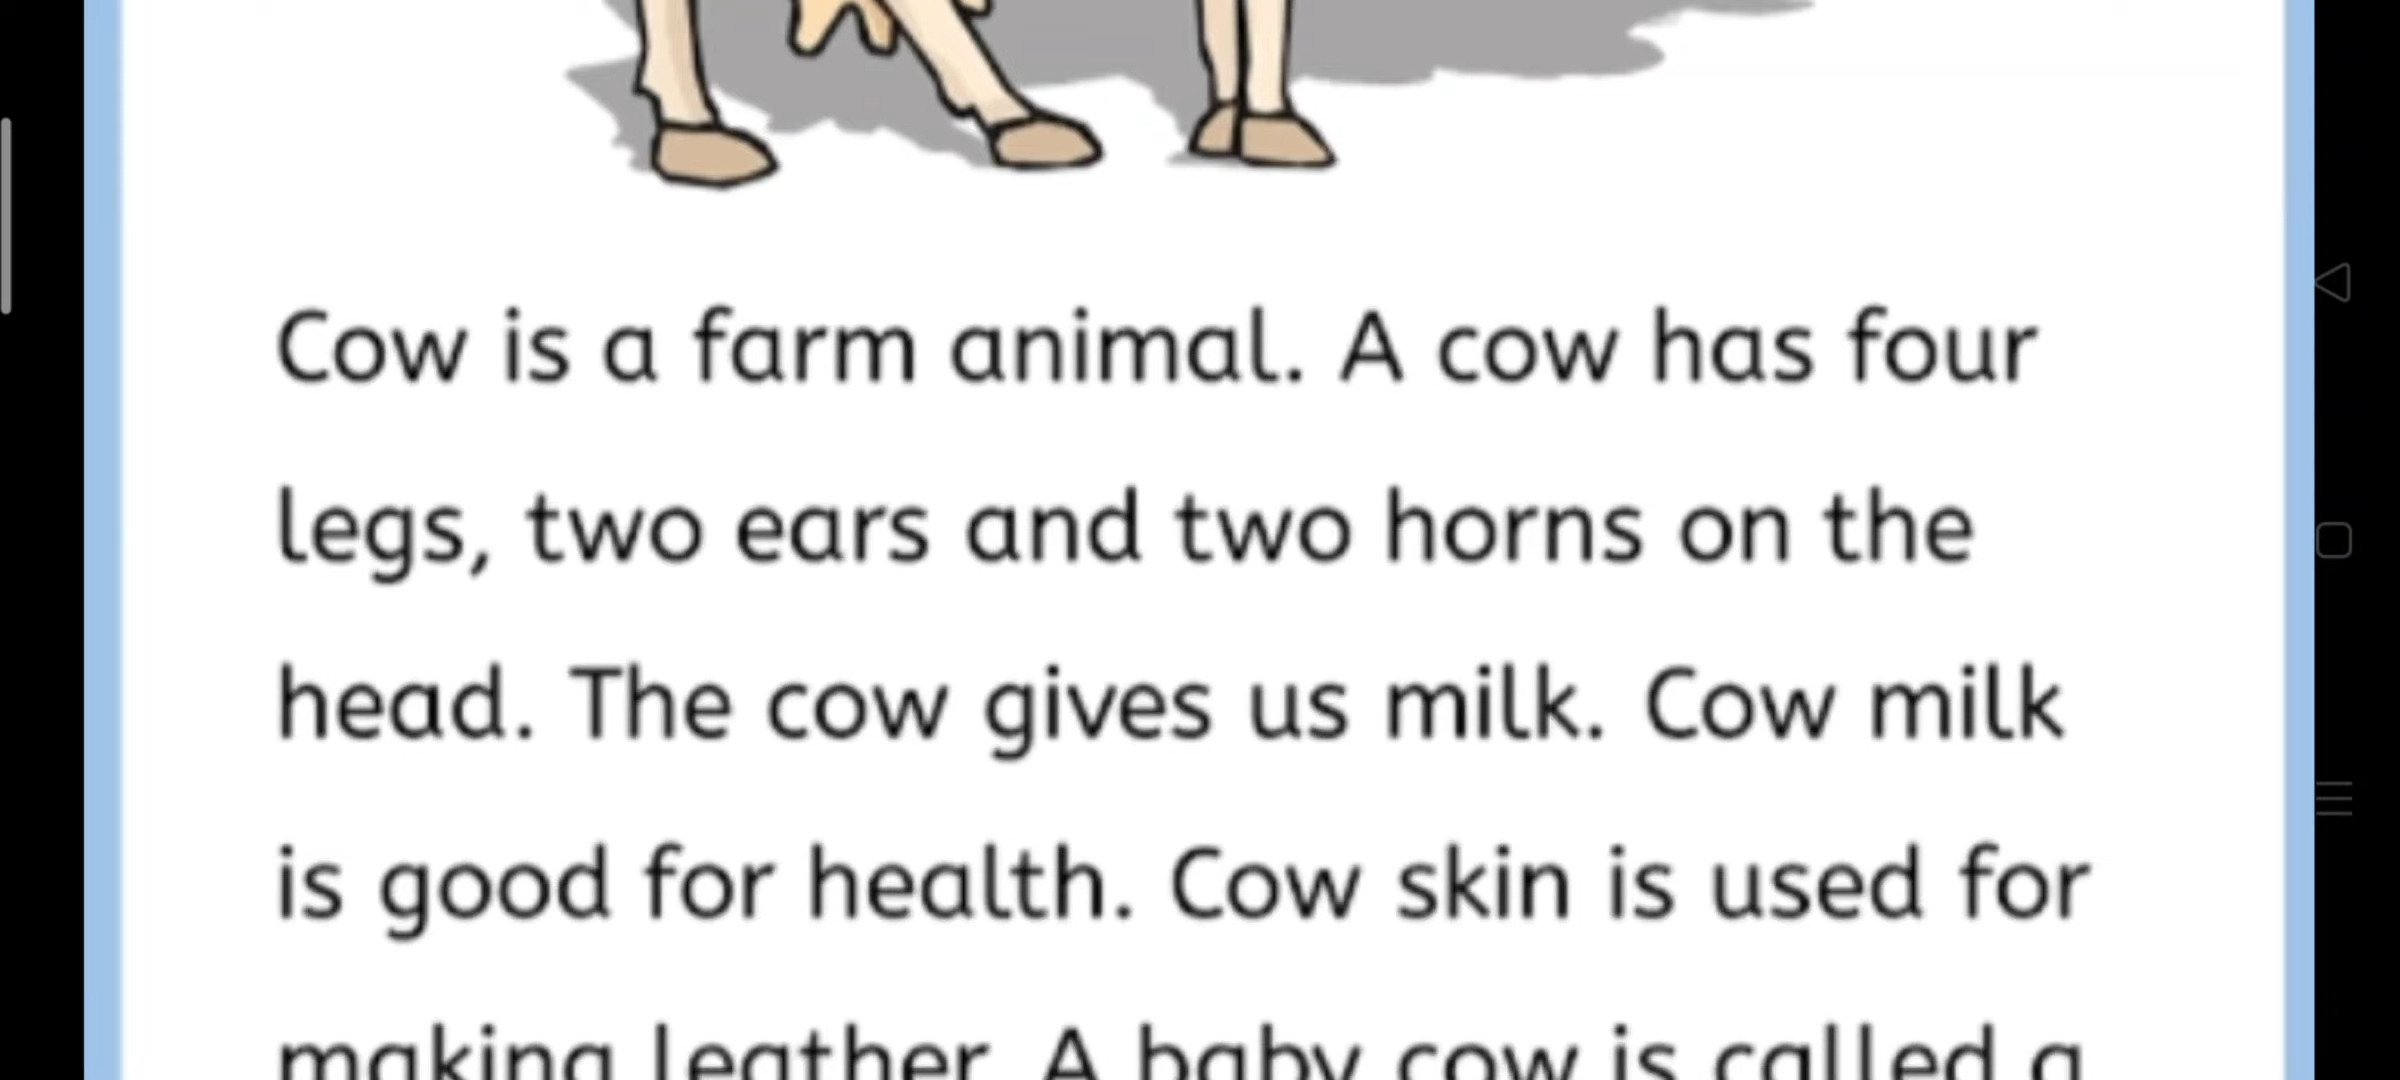 Cow is a farm animal. A cow has four
legs, two ears and two horns on the
head. The cow gives us milk. Cow milk
is good for health. Cow skin is used for
making leather. A baby cow is called a